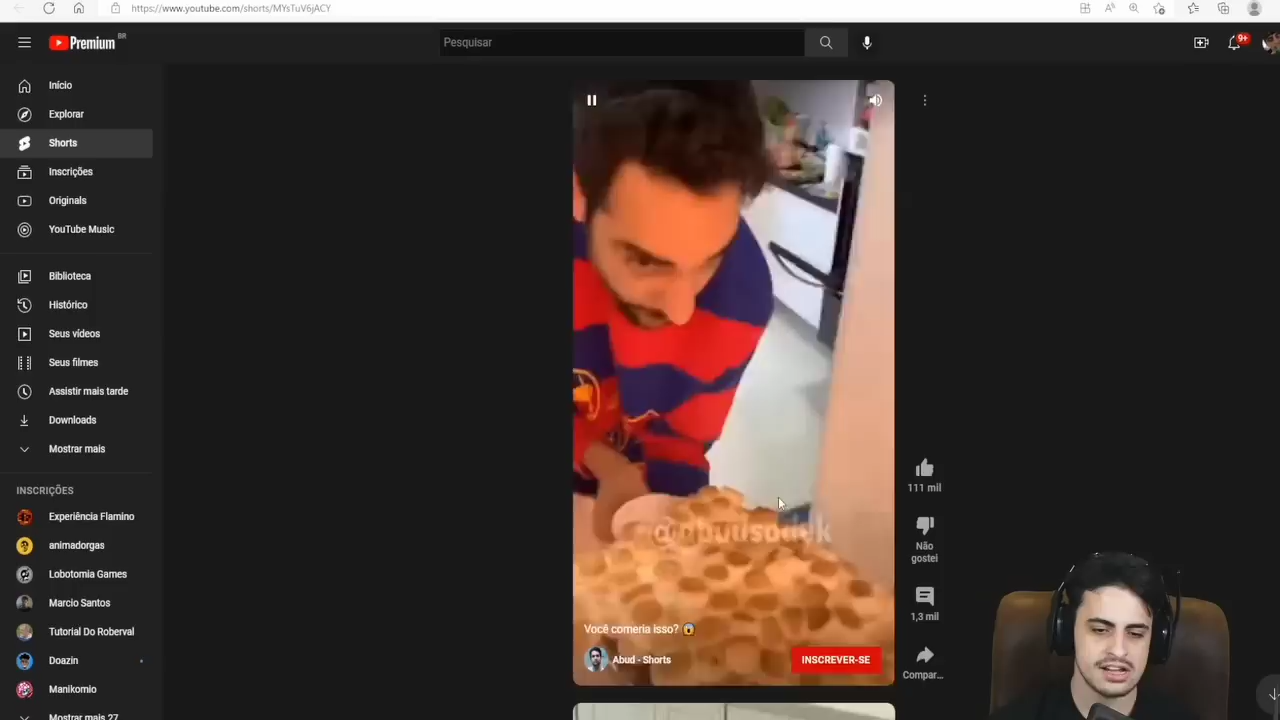 https://www.youtube.com/shorts/MYsTuV6jACY
Premium BR
Pesquisar
9+
Início
Explorar
Shorts
Inscrições
Originals
YouTube Music
Biblioteca
Histórico
Seus vídeos
Seus filmes
Assistir mais tarde
Downloads
Mostrar mais
INSCRIÇÕES
Experiência Flamino
animadorgas
Lobotomia Games
Marcio Santos
Tutorial Do Roberval
Doazin
Manikomio
Mostrar mais 27
Você comeria isso? 😱
Abud - Shorts
INSCREVER-SE
111 mil
Não
gostei
1,3 mil
Compar...